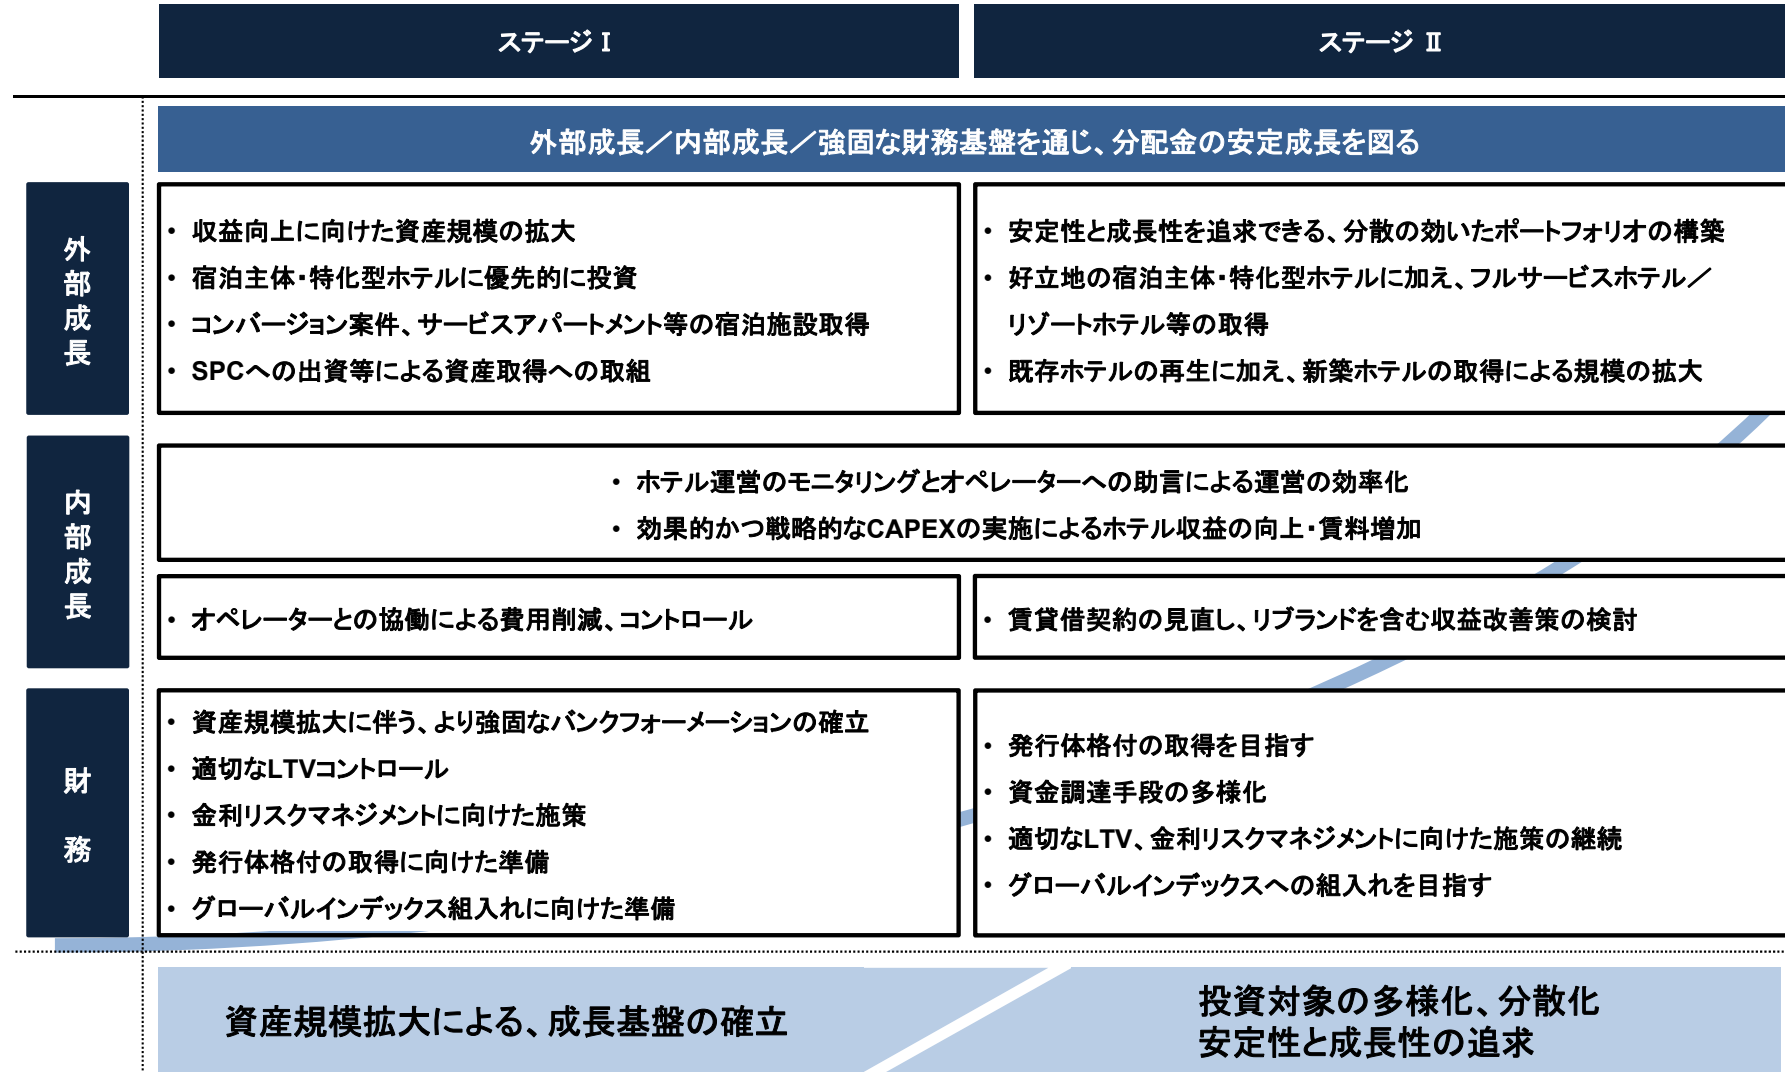 ステージ Ⅰ
ステージ Ⅱ
外部成長／内部成長／強固な財務基盤を通じ、分配金の安定成長を図る
外部成長
・収益向上に向けた資産規模の拡大
・宿泊主体・特化型ホテルに優先的に投資
・コンバージョン案件、サービスアパートメント等の宿泊施設取得
・SPCへの出資等による資産取得への取組
・安定性と成長性を追求できる、分散の効いたポートフォリオの構築
・好立地の宿泊主体・特化型ホテルに加え、フルサービスホテル／
リゾートホテル等の取得
・既存ホテルの再生に加え、新築ホテルの取得による規模の拡大
内部成長
・ホテル運営のモニタリングとオペレーターへの助言による運営の効率化
・効果的かつ戦略的なCAPEXの実施によるホテル収益の向上・賃料増加
・オペレーターとの協働による費用削減、コントロール
・賃貸借契約の見直し、リブランドを含む収益改善策の検討
財務
・資産規模拡大に伴う、より強固なバンクフォーメーションの確立
・適切なLTVコントロール
・金利リスクマネジメントに向けた施策
・発行体格付の取得に向けた準備
・グローバルインデックス組入れに向けた準備
・発行体格付の取得を目指す
・資金調達手段の多様化
・適切なLTV、金利リスクマネジメントに向けた施策の継続
・グローバルインデックスへの組入れを目指す
資産規模拡大による、成長基盤の確立
投資対象の多様化、分散化
安定性と成長性の追求